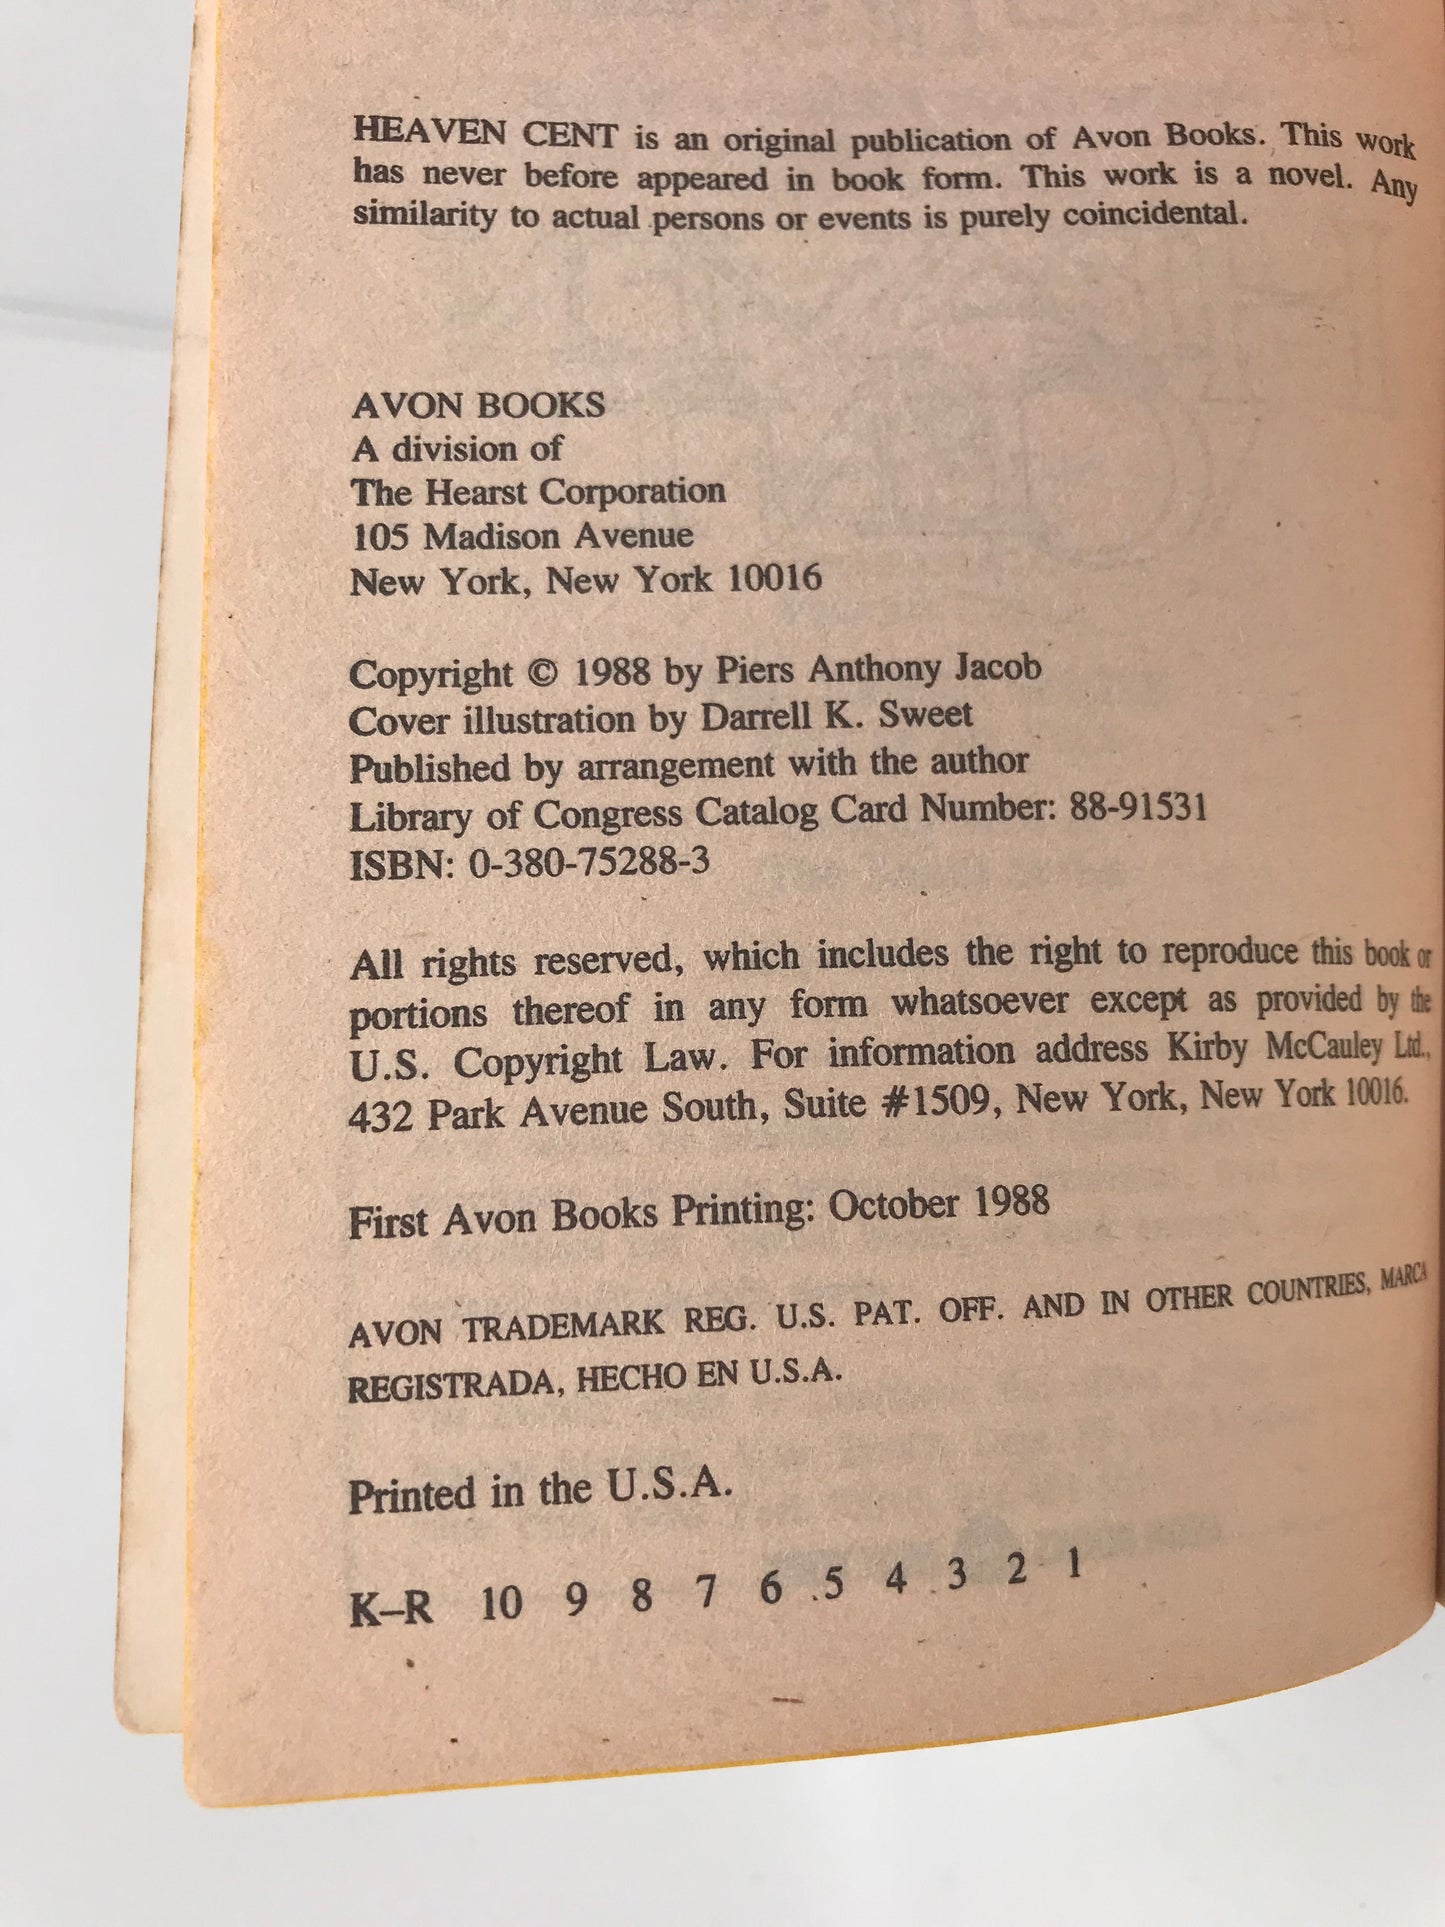 HEAVEN CENT is an original publication of Avon Books. This work
has never before appeared in book form. This work is a novel. Any
similarity to actual persons or events is purely coincidental.
AVON BOOKS
A division of
The Hearst Corporation
105 Madison Avenue
New York, New York 10016
Copyright © 1988 by Piers Anthony Jacob
Cover illustration by Darrell K. Sweet
Published by arrangement with the author
Library of Congress Catalog Card Number: 88-91531
ISBN: 0-380-75288-3
All rights reserved, which includes the right to reproduce this book or
portions thereof in any form whatsoever except as provided by the
U.S. Copyright Law. For information address Kirby McCauley Ltd.,
432 Park Avenue South, Suite #1509, New York, New York 10016.
First Avon Books Printing: October 1988
AVON TRADEMARK REG. U.S. PAT. OFF. AND IN OTHER COUNTRIES, MARCA
REGISTRADA, HECHO EN U.S.A.
Printed in the U.S.A.
K–R 10 9 8 7 6 5 4 3 2 1